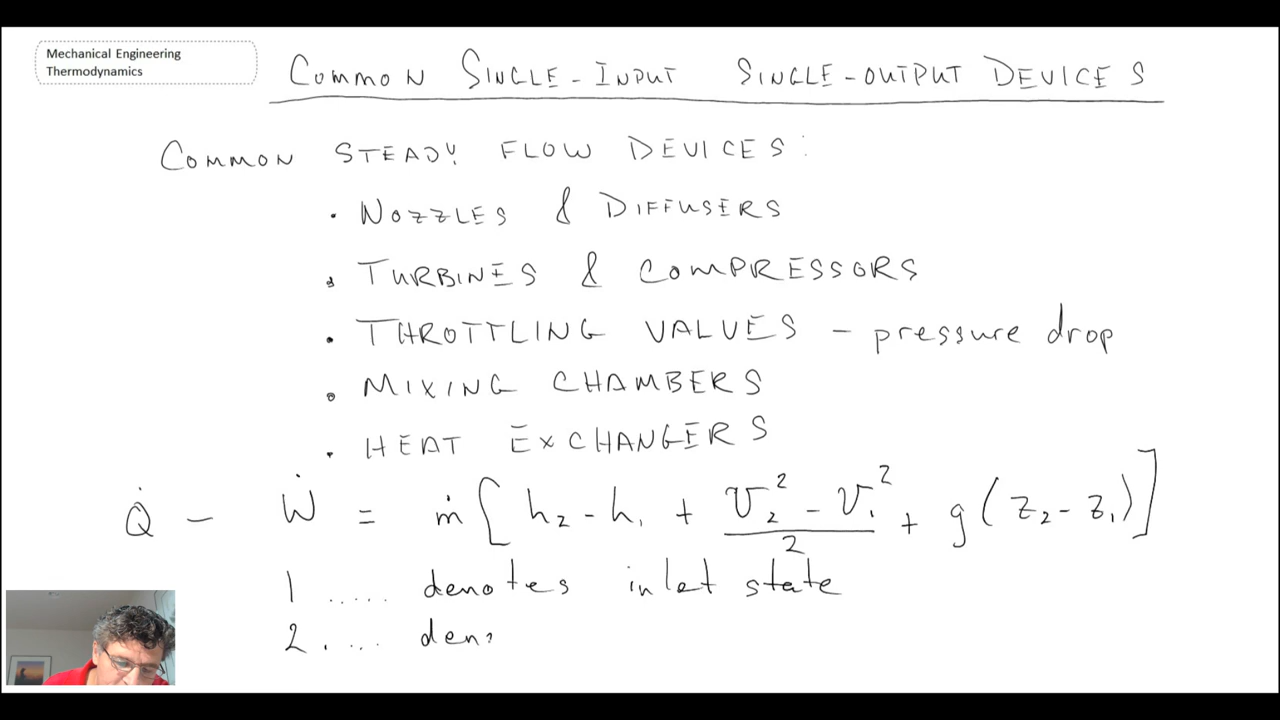 Mechanical Engineering
Thermodynamics
COMMON SINGLE-INPUT SINGLE-OUTPUT DEVICES
COMMON STEADY FLOW DEVICES:
• NOZZLES & DIFFUSERS
• TURBINES & COMPRESSORS
• THROTTLING VALVES - pressure drop
• MIXING CHAMBERS
• HEAT EXCHANGERS
Q̇ - Ẇ = ṁ [ h₂ - h₁ + (V₂² - V₁²)/2 + g (z₂ - z₁) ]
1 ..... denotes inlet state
2 .... den